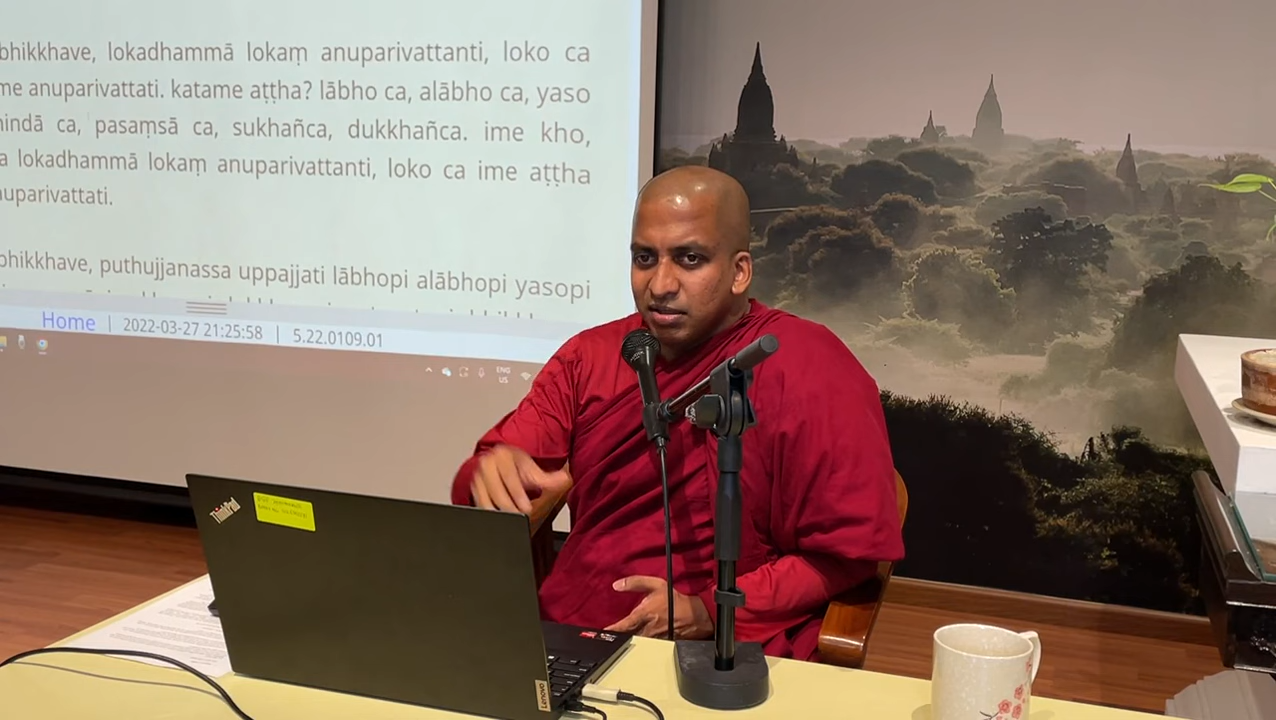 bhikkhave, lokadhammā lokaṃ anuparivattanti, loko ca
me anuparivattati. katame aṭṭha? lābho ca, alābho ca, yaso
nindā ca, pasaṃsā ca, sukhañca, dukkhañca. ime kho,
a lokadhammā lokaṃ anuparivattanti, loko ca ime aṭṭha
nuparivattati.
bhikkhave, puthujjanassa uppajjati lābhopi alābhopi yasopi
Home | 2022-03-27 21:25:58 | 5.22.0109.01
ENG
US
ThinkPad
Lenovo